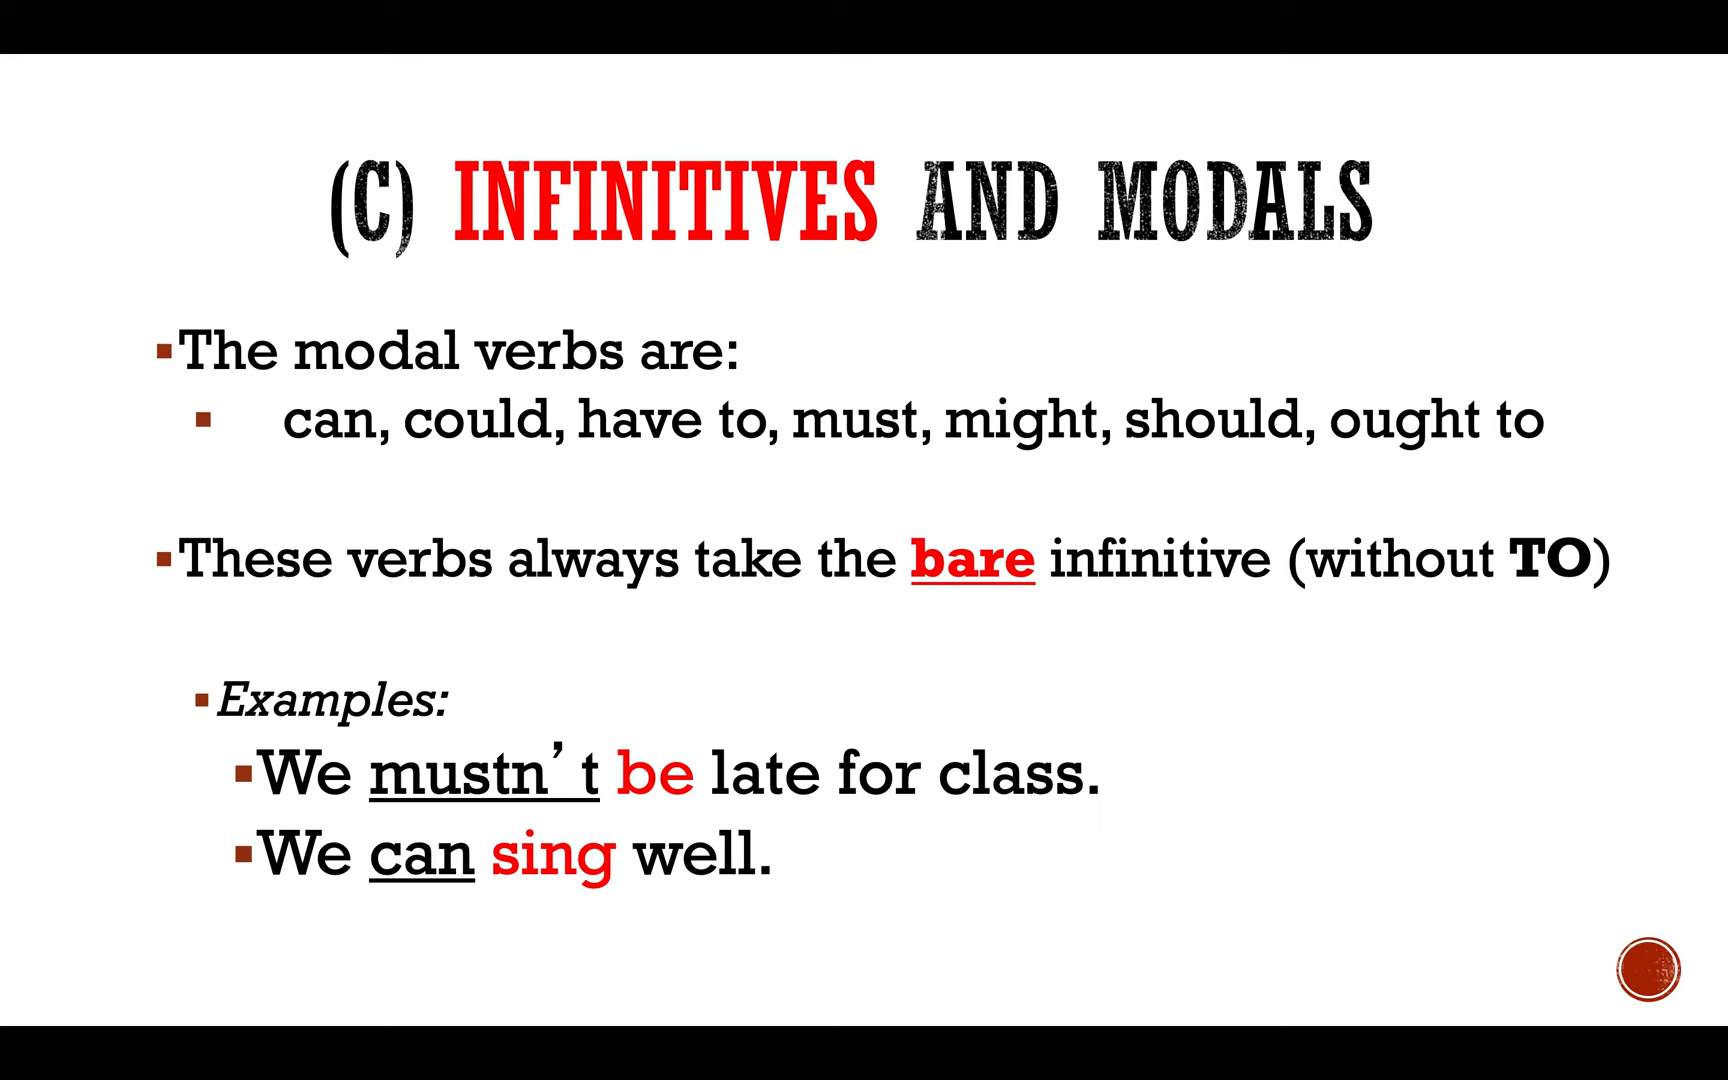 (C) INFINITIVES AND MODALS
The modal verbs are:
can, could, have to, must, might, should, ought to
These verbs always take the bare infinitive (without TO)
Examples:
We mustn’t be late for class.
We can sing well.